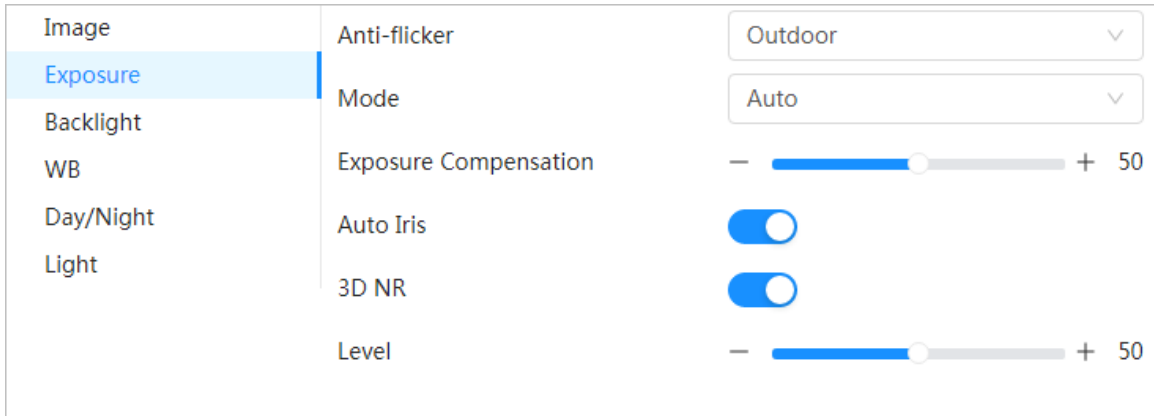 Image
Exposure
Backlight
WB
Day/Night
Light
Anti-flicker Outdoor
Mode Auto
Exposure Compensation − + 50
Auto Iris
3D NR
Level − + 50